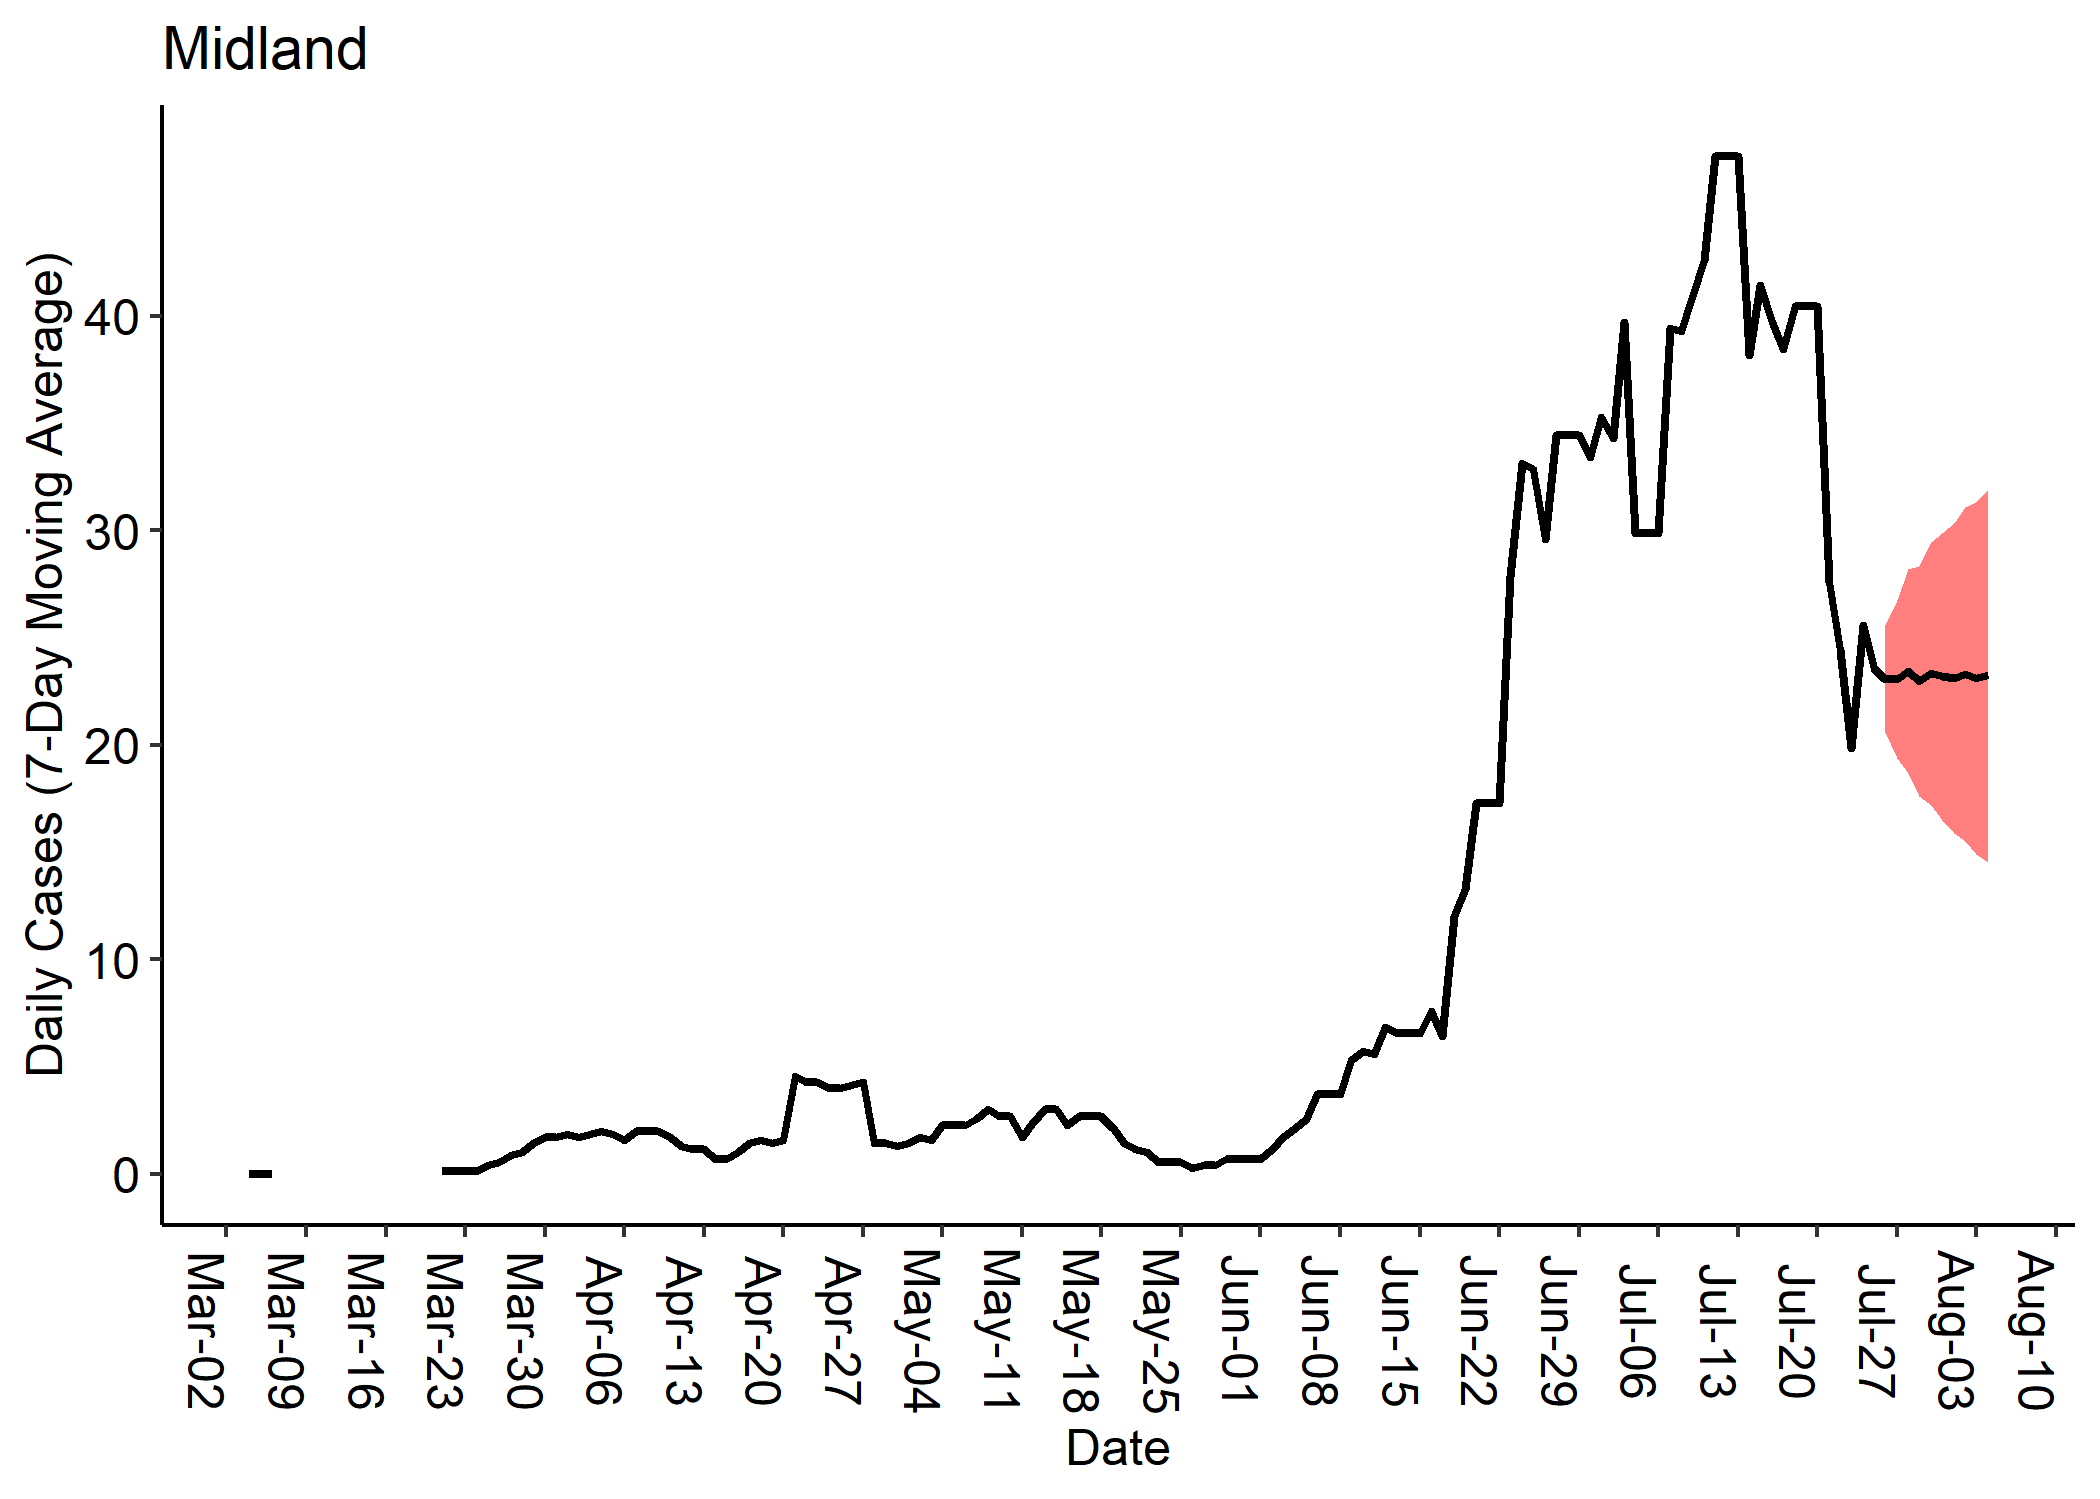 Midland
Daily Cases (7-Day Moving Average)
40
30
20
10
0
Mar-02
Mar-09
Mar-16
Mar-23
Mar-30
Apr-06
Apr-13
Apr-20
Apr-27
May-04
May-11
May-18
May-25
Jun-01
Jun-08
Jun-15
Jun-22
Jun-29
Jul-06
Jul-13
Jul-20
Jul-27
Aug-03
Aug-10
Date